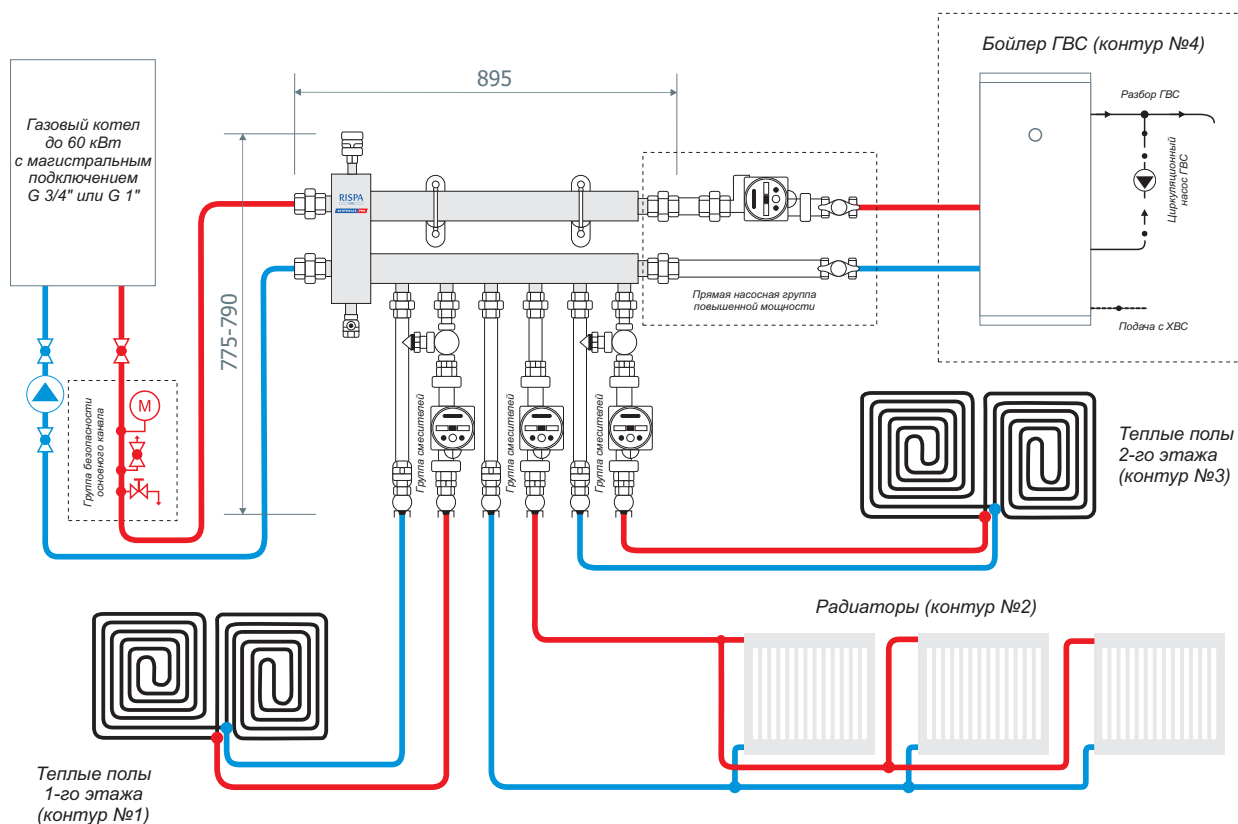 Газовый котел
до 60 кВт
с магистральным
подключением
G 3/4" или G 1"
895
775-790
RISPA
Бойлер ГВС (контур №4)
Разбор ГВС
Циркуляционный
насос ГВС
Подача с ХВС
Прямая насосная группа
повышенной мощности
М
Группа безопасности
основного канала
Группа смесителей
Группа смесителей
Группа смесителей
Теплые полы
2-го этажа
(контур №3)
Радиаторы (контур №2)
Теплые полы
1-го этажа
(контур №1)